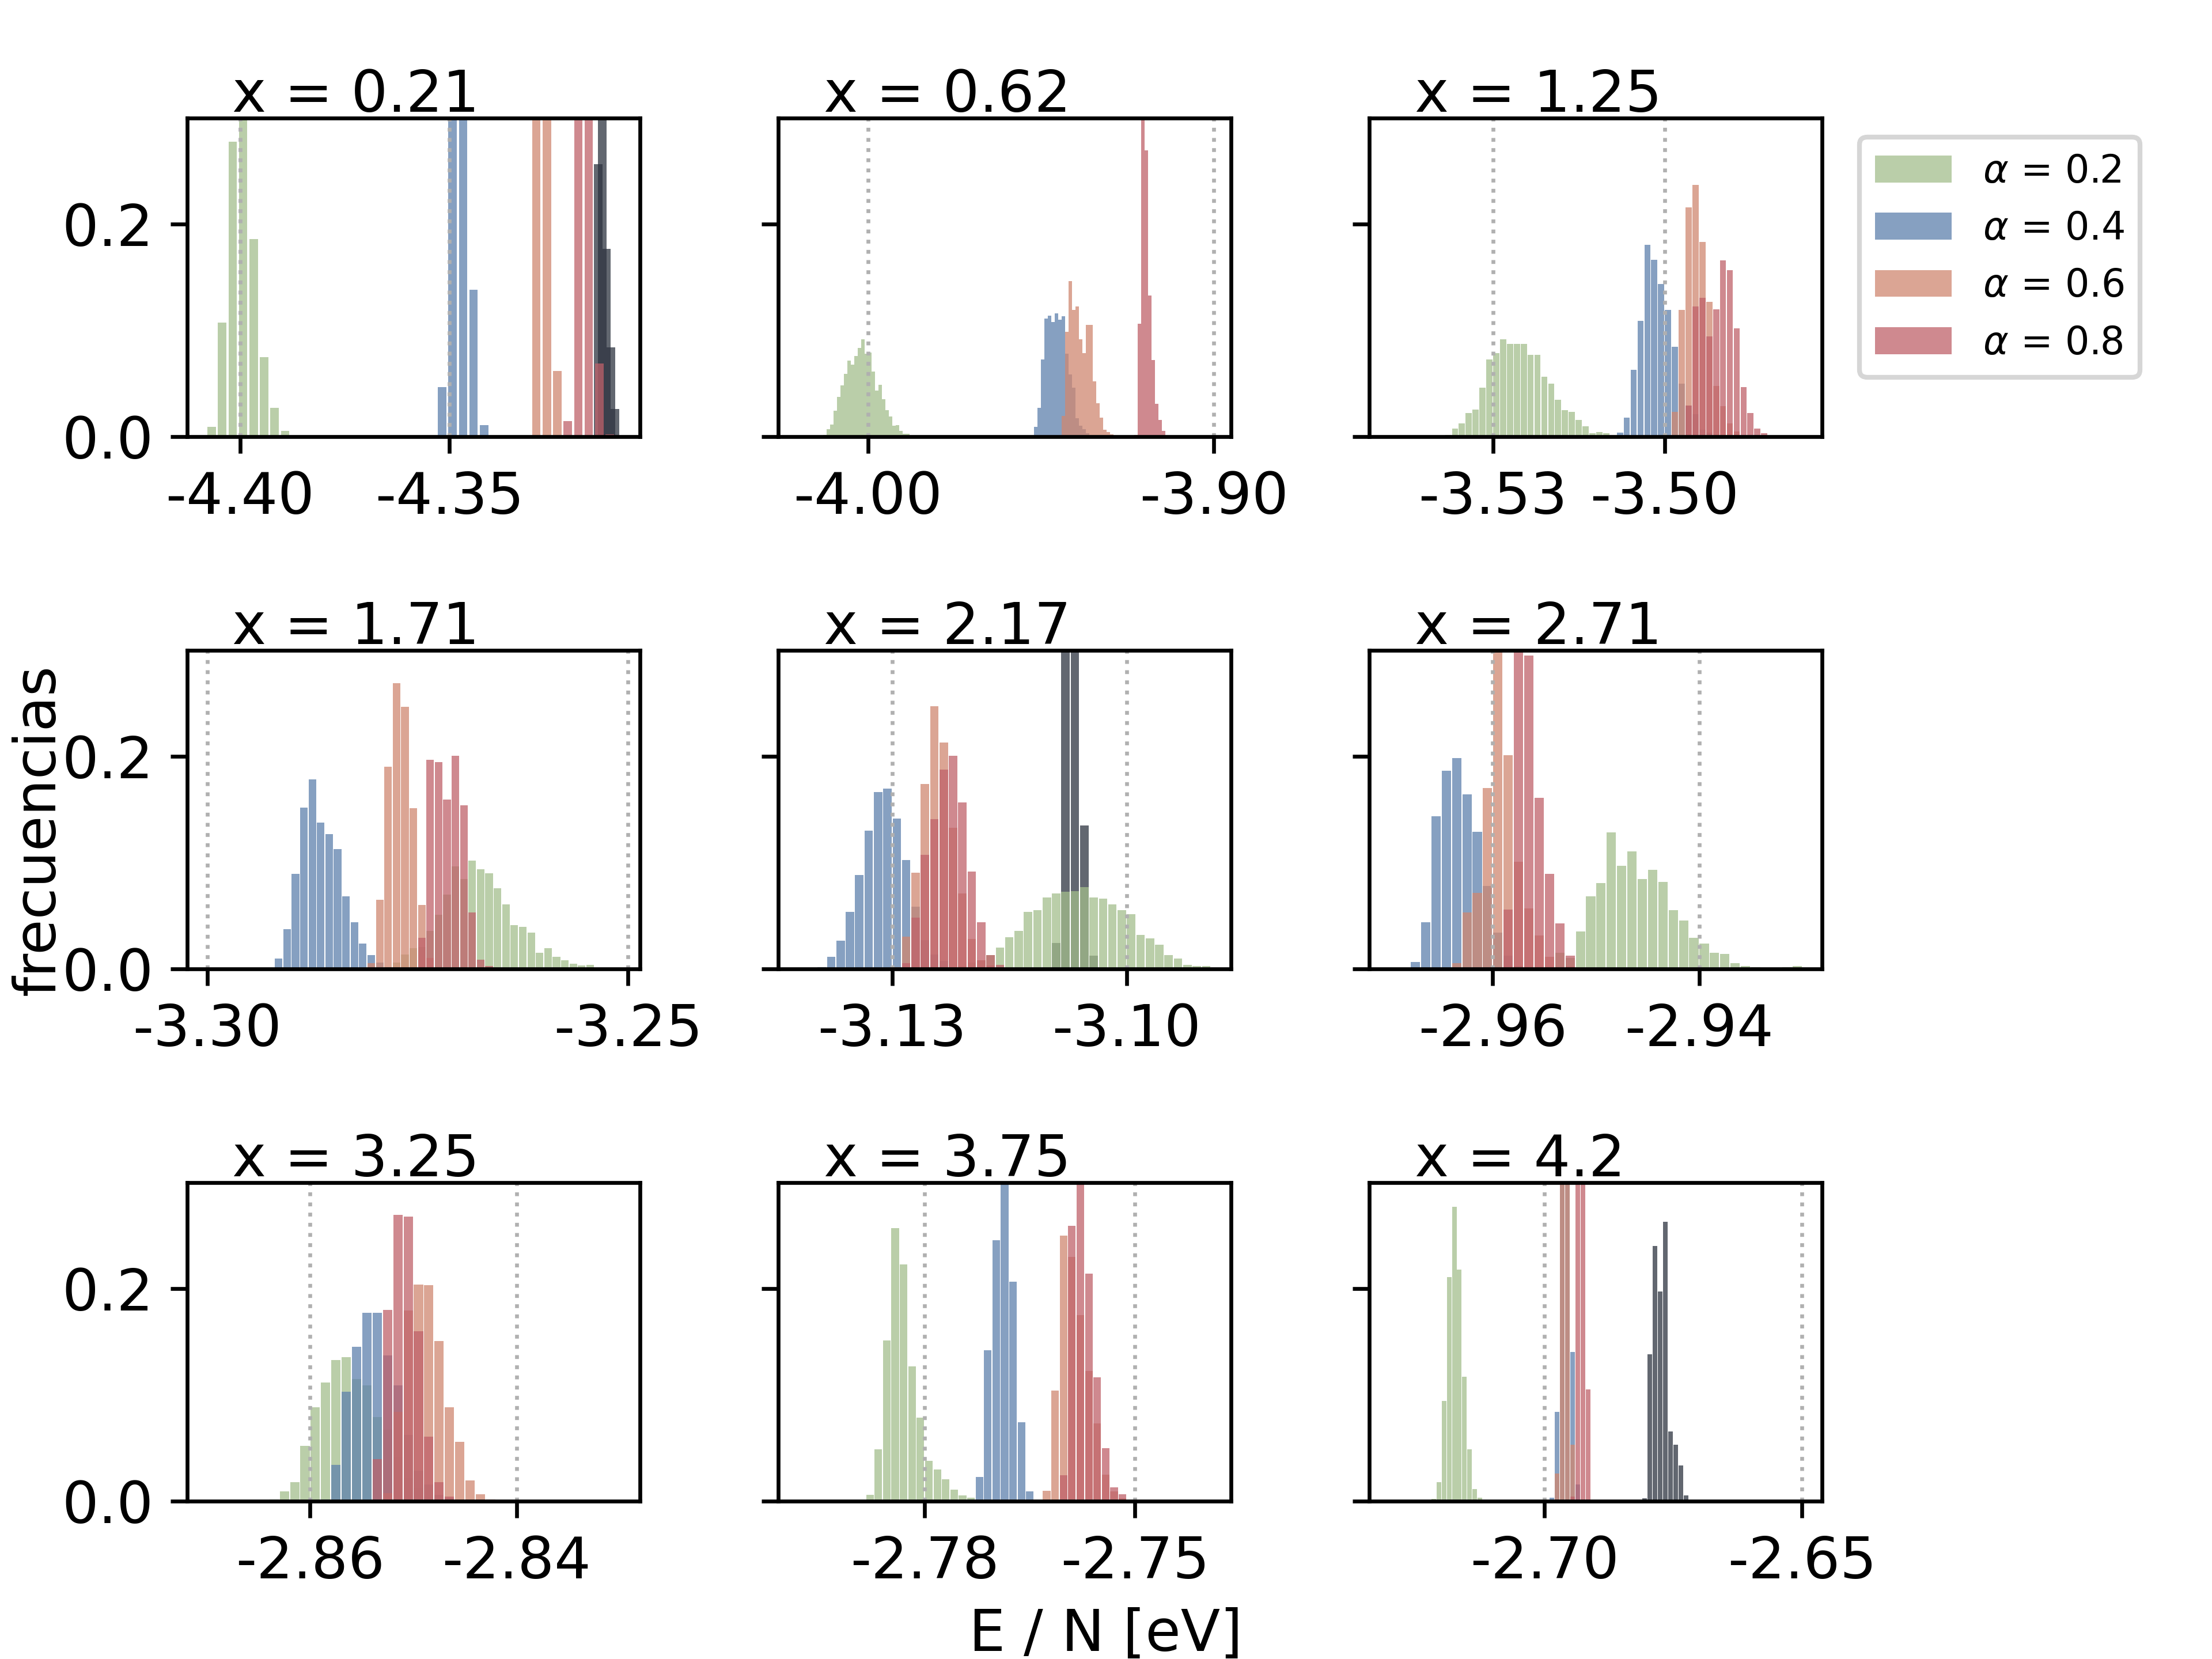 x = 0.21
x = 0.62
x = 1.25
0.2
0.0
-4.40
-4.35
-4.00
-3.90
-3.53
-3.50
α = 0.2
α = 0.4
α = 0.6
α = 0.8
x = 1.71
x = 2.17
x = 2.71
frecuencias
0.2
0.0
-3.30
-3.25
-3.13
-3.10
-2.96
-2.94
x = 3.25
x = 3.75
x = 4.2
0.2
0.0
-2.86
-2.84
-2.78
-2.75
-2.70
-2.65
E / N [eV]